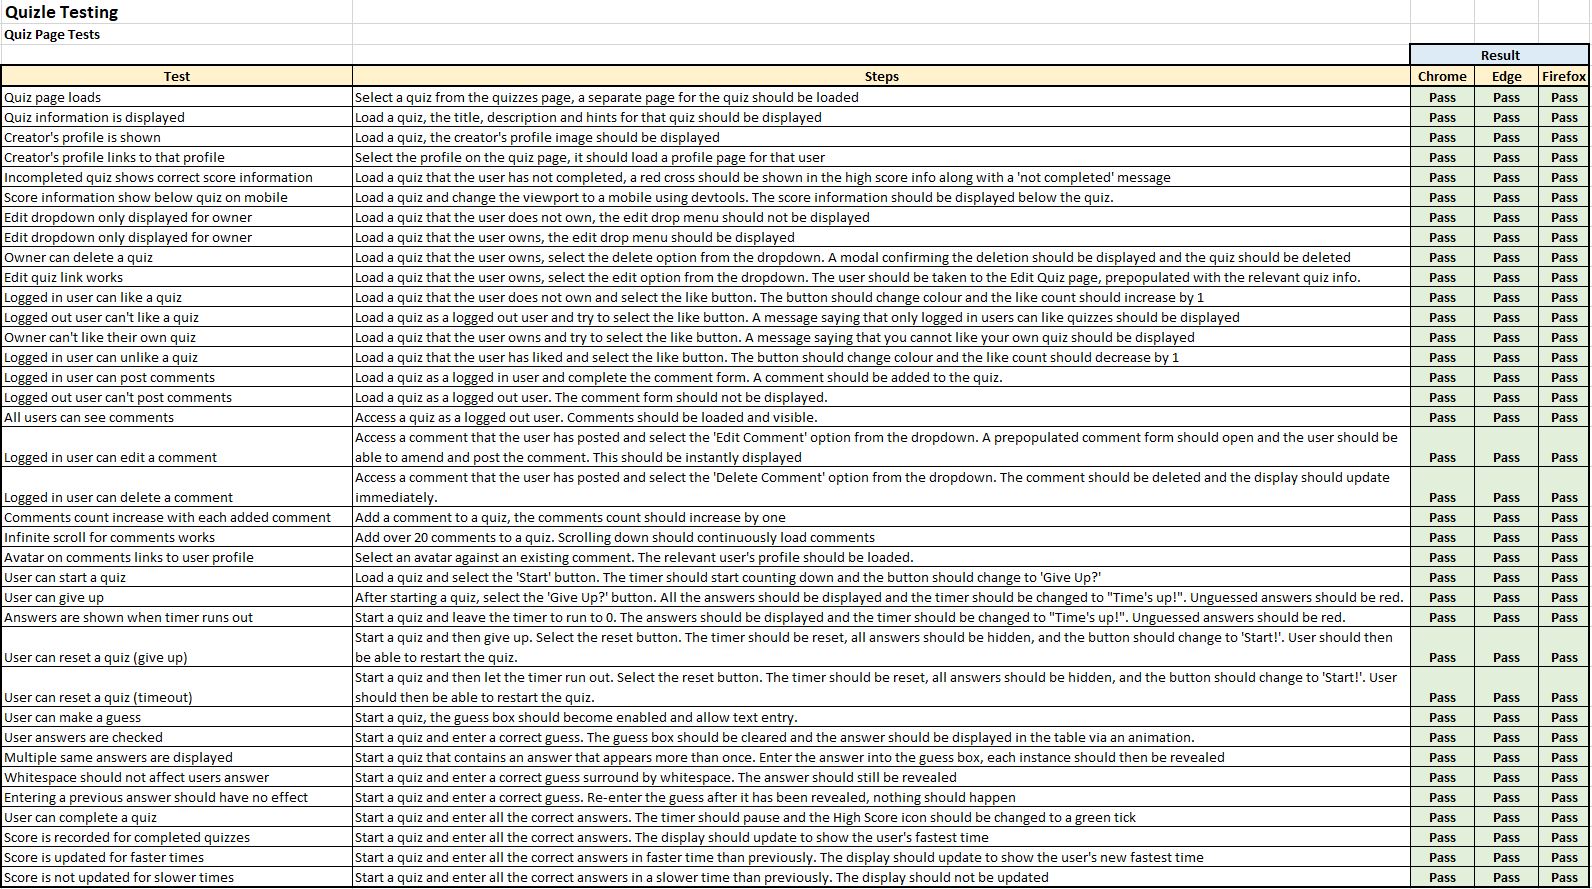 Quizle Testing
Quiz Page Tests
Result
Test Steps Chrome Edge Firefox
Quiz page loads Select a quiz from the quizzes page, a separate page for the quiz should be loaded Pass Pass Pass
Quiz information is displayed Load a quiz, the title, description and hints for that quiz should be displayed Pass Pass Pass
Creator's profile is shown Load a quiz, the creator's profile image should be displayed Pass Pass Pass
Creator's profile links to that profile Select the profile on the quiz page, it should load a profile page for that user Pass Pass Pass
Incompleted quiz shows correct score information Load a quiz that the user has not completed, a red cross should be shown in the high score info along with a 'not completed' message Pass Pass Pass
Score information show below quiz on mobile Load a quiz and change the viewport to a mobile using devtools. The score information should be displayed below the quiz. Pass Pass Pass
Edit dropdown only displayed for owner Load a quiz that the user does not own, the edit drop menu should not be displayed Pass Pass Pass
Edit dropdown only displayed for owner Load a quiz that the user owns, the edit drop menu should be displayed Pass Pass Pass
Owner can delete a quiz Load a quiz that the user owns, select the delete option from the dropdown. A modal confirming the deletion should be displayed and the quiz should be deleted Pass Pass Pass
Edit quiz link works Load a quiz that the user owns, select the edit option from the dropdown. The user should be taken to the Edit Quiz page, prepopulated with the relevant quiz info. Pass Pass Pass
Logged in user can like a quiz Load a quiz that the user does not own and select the like button. The button should change colour and the like count should increase by 1 Pass Pass Pass
Logged out user can't like a quiz Load a quiz as a logged out user and try to select the like button. A message saying that only logged in users can like quizzes should be displayed Pass Pass Pass
Owner can't like their own quiz Load a quiz that the user owns and try to select the like button. A message saying that you cannot like your own quiz should be displayed Pass Pass Pass
Logged in user can unlike a quiz Load a quiz that the user has liked and select the like button. The button should change colour and the like count should decrease by 1 Pass Pass Pass
Logged in user can post comments Load a quiz as a logged in user and complete the comment form. A comment should be added to the quiz. Pass Pass Pass
Logged out user can't post comments Load a quiz as a logged out user. The comment form should not be displayed. Pass Pass Pass
All users can see comments Access a quiz as a logged out user. Comments should be loaded and visible. Pass Pass Pass
Access a comment that the user has posted and select the 'Edit Comment' option from the dropdown. A prepopulated comment form should open and the user should be
Logged in user can edit a comment able to amend and post the comment. This should be instantly displayed Pass Pass Pass
Access a comment that the user has posted and select the 'Delete Comment' option from the dropdown. The comment should be deleted and the display should update
Logged in user can delete a comment immediately. Pass Pass Pass
Comments count increase with each added comment Add a comment to a quiz, the comments count should increase by one Pass Pass Pass
Infinite scroll for comments works Add over 20 comments to a quiz. Scrolling down should continuously load comments Pass Pass Pass
Avatar on comments links to user profile Select an avatar against an existing comment. The relevant user's profile should be loaded. Pass Pass Pass
User can start a quiz Load a quiz and select the 'Start' button. The timer should start counting down and the button should change to 'Give Up?' Pass Pass Pass
User can give up After starting a quiz, select the 'Give Up?' button. All the answers should be displayed and the timer should be changed to "Time's up!". Unguessed answers should be red. Pass Pass Pass
Answers are shown when timer runs out Start a quiz and leave the timer to run to 0. The answers should be displayed and the timer should be changed to "Time's up!". Unguessed answers should be red. Pass Pass Pass
Start a quiz and then give up. Select the reset button. The timer should be reset, all answers should be hidden, and the button should change to 'Start!'. User should then
User can reset a quiz (give up) be able to restart the quiz. Pass Pass Pass
Start a quiz and then let the timer run out. Select the reset button. The timer should be reset, all answers should be hidden, and the button should change to 'Start!'. User
User can reset a quiz (timeout) should then be able to restart the quiz. Pass Pass Pass
User can make a guess Start a quiz, the guess box should become enabled and allow text entry. Pass Pass Pass
User answers are checked Start a quiz and enter a correct guess. The guess box should be cleared and the answer should be displayed in the table via an animation. Pass Pass Pass
Multiple same answers are displayed Start a quiz that contains an answer that appears more than once. Enter the answer into the guess box, each instance should then be revealed Pass Pass Pass
Whitespace should not affect users answer Start a quiz and enter a correct guess surround by whitespace. The answer should still be revealed Pass Pass Pass
Entering a previous answer should have no effect Start a quiz and enter a correct guess. Re-enter the guess after it has been revealed, nothing should happen Pass Pass Pass
User can complete a quiz Start a quiz and enter all the correct answers. The timer should pause and the High Score icon should be changed to a green tick Pass Pass Pass
Score is recorded for completed quizzes Start a quiz and enter all the correct answers. The display should update to show the user's fastest time Pass Pass Pass
Score is updated for faster times Start a quiz and enter all the correct answers in faster time than previously. The display should update to show the user's new fastest time Pass Pass Pass
Score is not updated for slower times Start a quiz and enter all the correct answers in a slower time than previously. The display should not be updated Pass Pass Pass